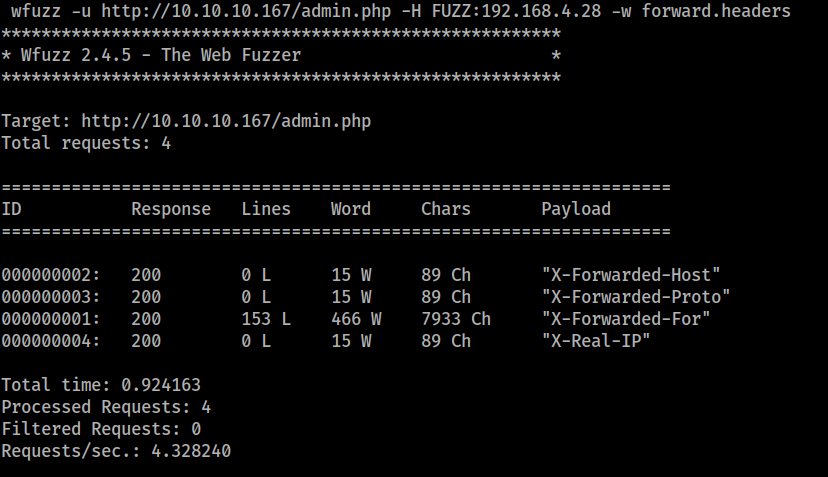 wfuzz -u http://10.10.10.167/admin.php -H FUZZ:192.168.4.28 -w forward.headers
********************************************************
* Wfuzz 2.4.5 - The Web Fuzzer                         *
********************************************************
Target: http://10.10.10.167/admin.php
Total requests: 4
===================================================================
ID           Response   Lines    Word     Chars       Payload
===================================================================
000000002:   200        0 L      15 W     89 Ch       "X-Forwarded-Host"
000000003:   200        0 L      15 W     89 Ch       "X-Forwarded-Proto"
000000001:   200        153 L    466 W    7933 Ch     "X-Forwarded-For"
000000004:   200        0 L      15 W     89 Ch       "X-Real-IP"
Total time: 0.924163
Processed Requests: 4
Filtered Requests: 0
Requests/sec.: 4.328240